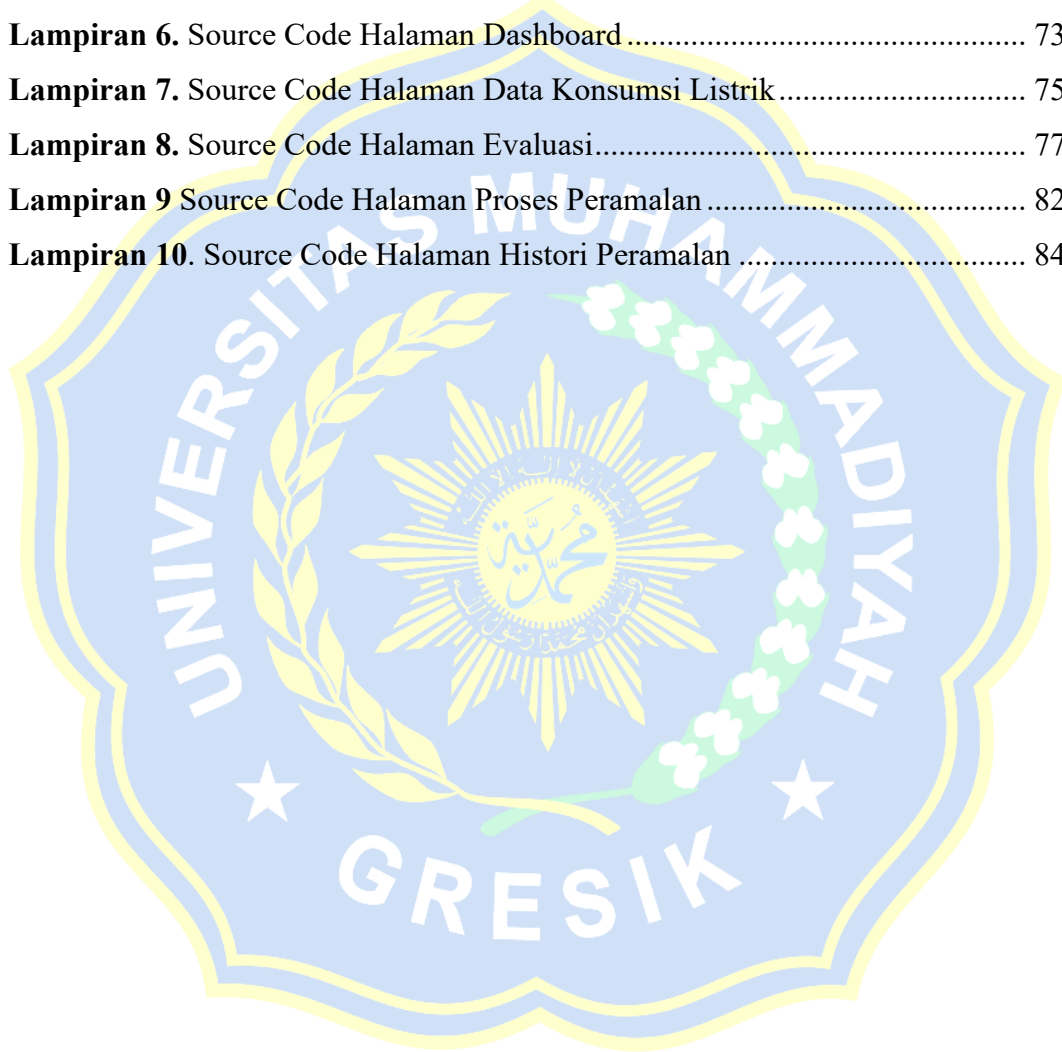 Lampiran 6. Source Code Halaman Dashboard.................................................. 73
Lampiran 7. Source Code Halaman Data Konsumsi Listrik............................... 75
Lampiran 8. Source Code Halaman Evaluasi...................................................... 77
Lampiran 9 Source Code Halaman Proses Peramalan........................................ 82
Lampiran 10. Source Code Halaman Histori Peramalan.................................... 84
UNIVERSITAS MUHAMMADIYAH
GRESIK